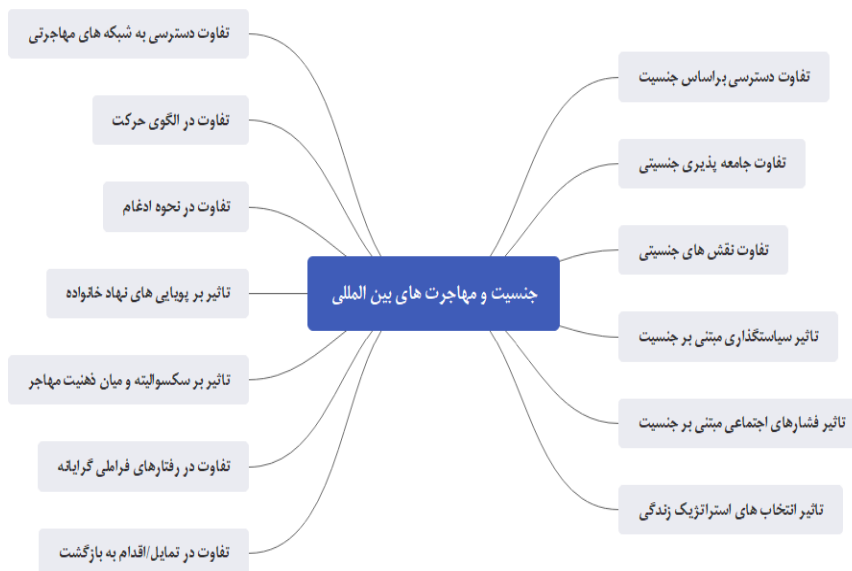 جنسیت و مهاجرت های بین المللی
تفاوت دسترسی براساس جنسیت
تفاوت جامعه پذیری جنسیتی
تفاوت نقش های جنسیتی
تاثیر سیاستگذاری مبتنی بر جنسیت
تاثیر فشارهای اجتماعی مبتنی بر جنسیت
تاثیر انتخاب های استراتژیک زندگی
تفاوت دسترسی به شبکه های مهاجرتی
تفاوت در الگوی حرکت
تفاوت در نحوه ادغام
تاثیر بر پویایی های نهاد خانواده
تاثیر بر سکسوالیته و میان ذهنیت مهاجر
تفاوت در رفتارهای فراملی گرایانه
تفاوت در تمایل/اقدام به بازگشت